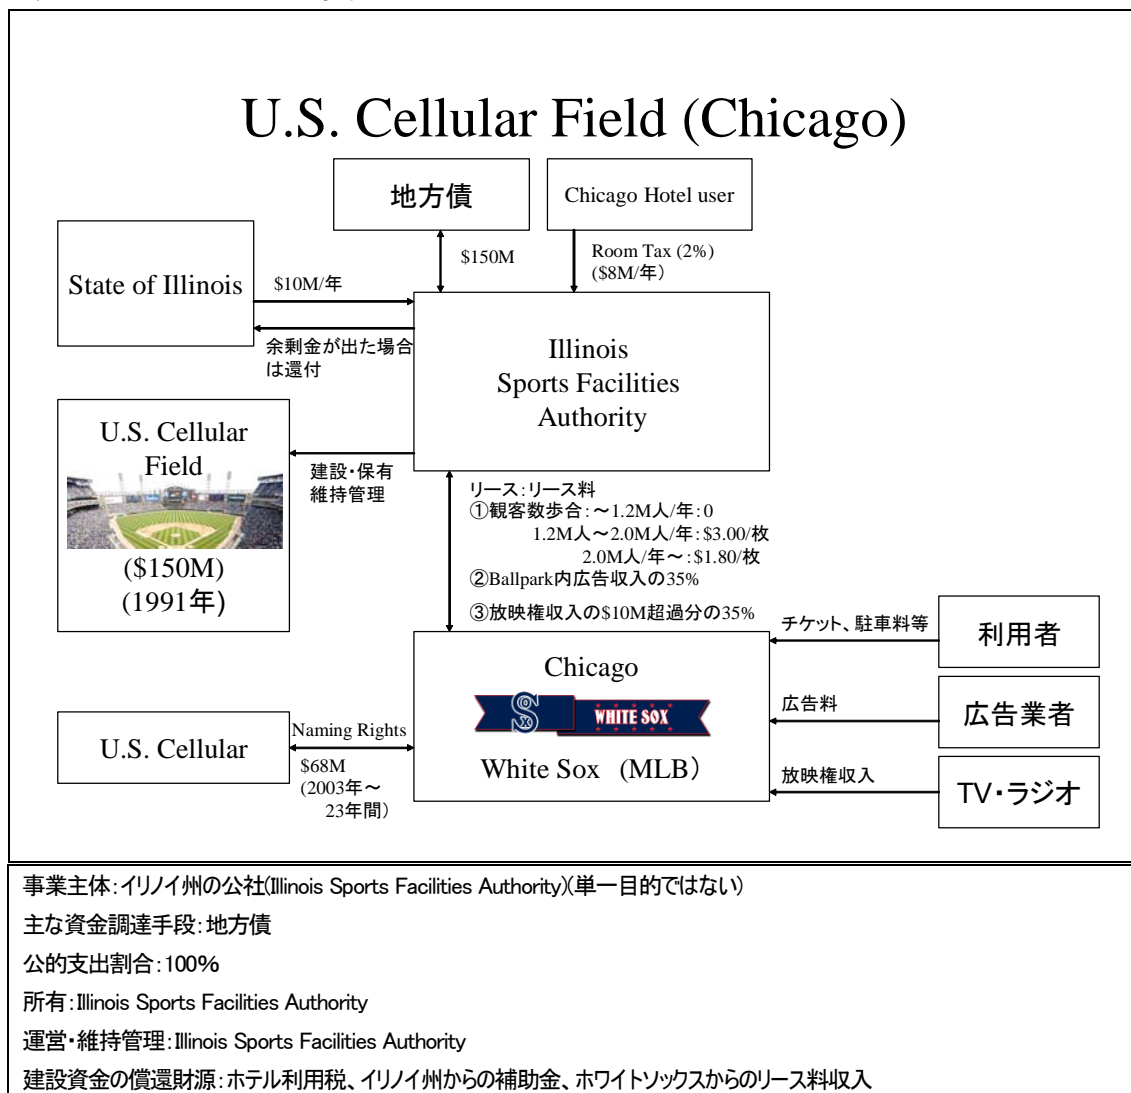 U.S. Cellular Field (Chicago)
地方債
Chicago Hotel user
$150M
Room Tax (2%)
($8M/年)
State of Illinois
$10M/年
余剰金が出た場合
は還付
Illinois
Sports Facilities
Authority
U.S. Cellular
Field
($150M)
(1991年)
建設・保有
維持管理
リース:リース料
①観客数歩合:~1.2M人/年:0
1.2M人~2.0M人/年:$3.00/枚
2.0M人/年~:$1.80/枚
②Ballpark内広告収入の35%
③放映権収入の$10M超過分の35%
チケット、駐車料等
利用者
Chicago
SOX
WHITE SOX
White Sox (MLB)
広告料
広告業者
放映権収入
TV・ラジオ
U.S. Cellular
Naming Rights
$68M
(2003年~
23年間)
事業主体:イリノイ州の公社(Illinois Sports Facilities Authority)(単一目的ではない)
主な資金調達手段:地方債
公的支出割合:100%
所有:Illinois Sports Facilities Authority
運営・維持管理:Illinois Sports Facilities Authority
建設資金の償還財源:ホテル利用税、イリノイ州からの補助金、ホワイトソックスからのリース料収入